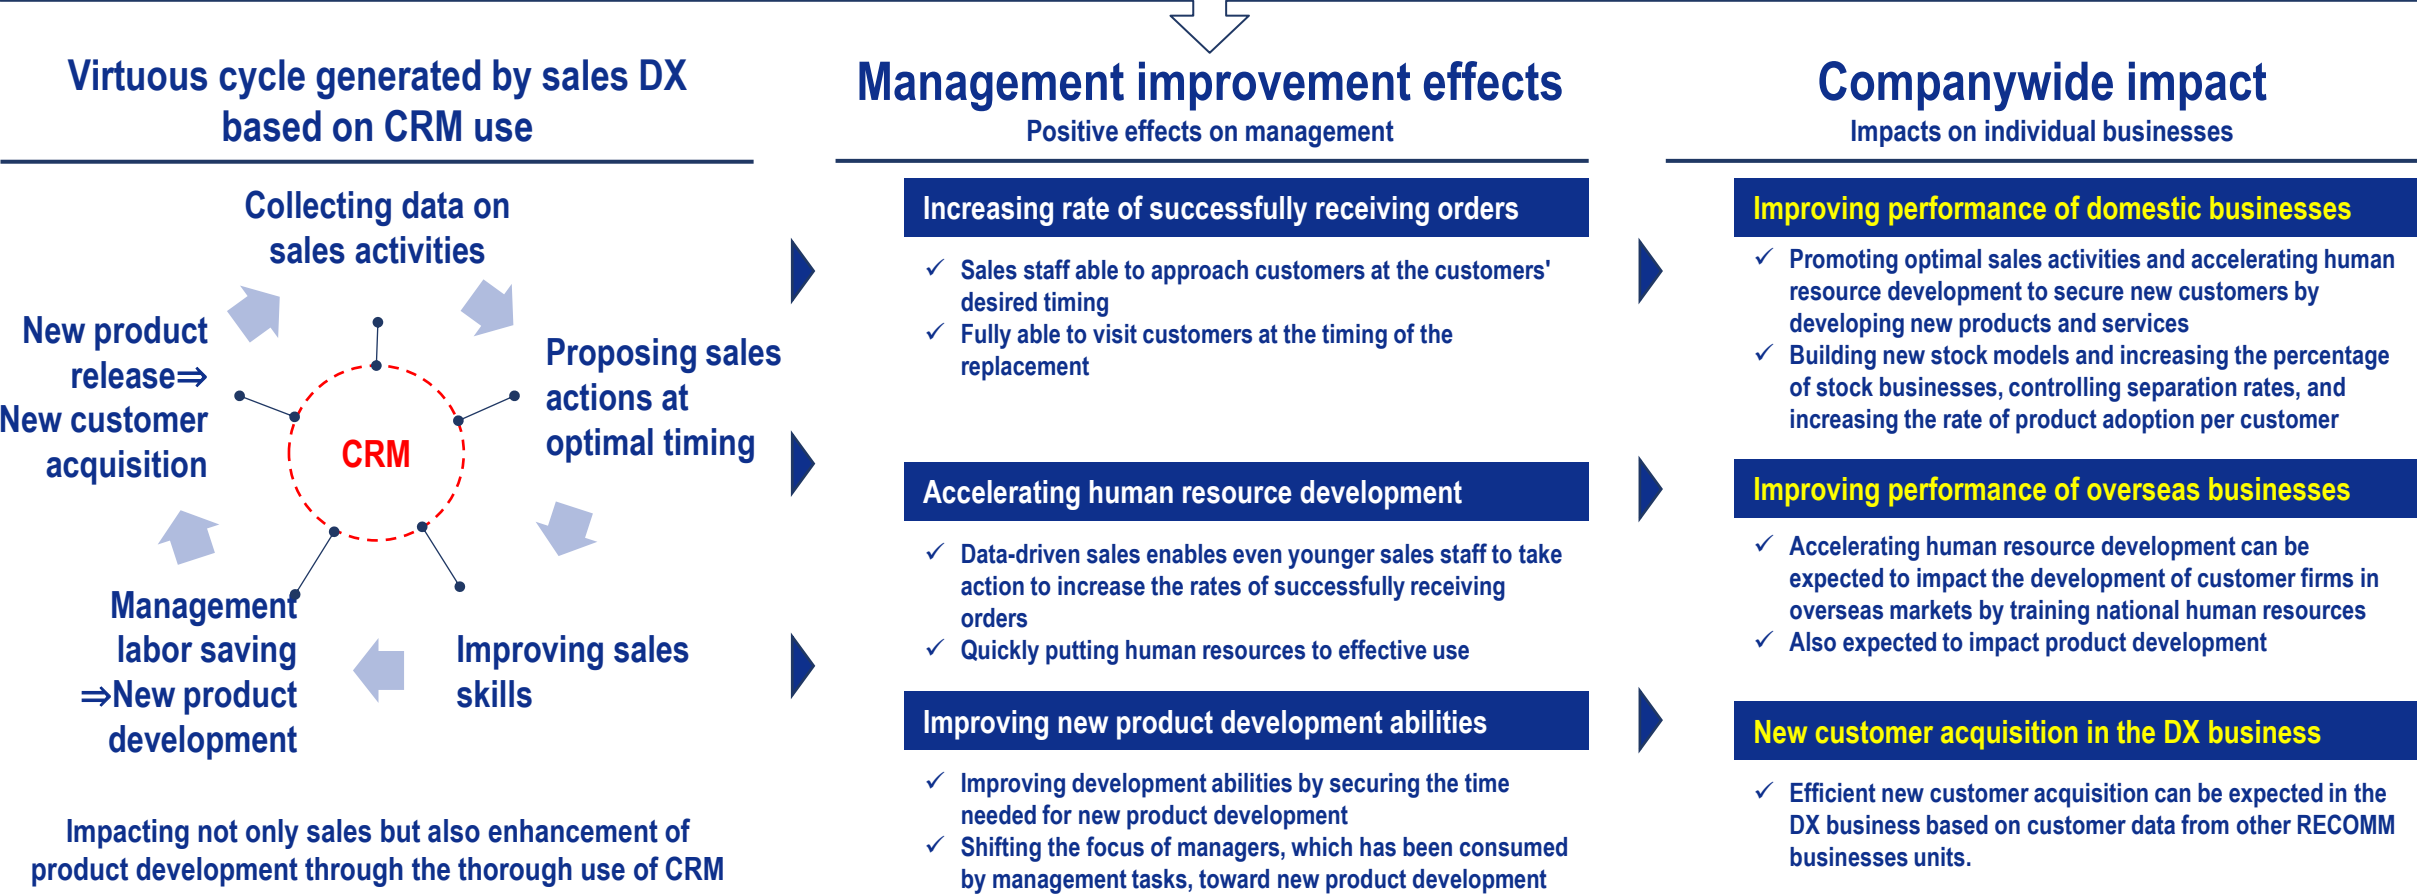 Virtuous cycle generated by sales DX
based on CRM use
Collecting data on
sales activities
Proposing sales
actions at
optimal timing
Improving sales
skills
Management
labor saving
⇒New product
development
New product
release⇒
New customer
acquisition
CRM
Impacting not only sales but also enhancement of
product development through the thorough use of CRM
Management improvement effects
Positive effects on management
Increasing rate of successfully receiving orders
✓ Sales staff able to approach customers at the customers'
desired timing
✓ Fully able to visit customers at the timing of the
replacement
Accelerating human resource development
✓ Data-driven sales enables even younger sales staff to take
action to increase the rates of successfully receiving
orders
✓ Quickly putting human resources to effective use
Improving new product development abilities
✓ Improving development abilities by securing the time
needed for new product development
✓ Shifting the focus of managers, which has been consumed
by management tasks, toward new product development
Companywide impact
Impacts on individual businesses
Improving performance of domestic businesses
✓ Promoting optimal sales activities and accelerating human
resource development to secure new customers by
developing new products and services
✓ Building new stock models and increasing the percentage
of stock businesses, controlling separation rates, and
increasing the rate of product adoption per customer
Improving performance of overseas businesses
✓ Accelerating human resource development can be
expected to impact the development of customer firms in
overseas markets by training national human resources
✓ Also expected to impact product development
New customer acquisition in the DX business
✓ Efficient new customer acquisition can be expected in the
DX business based on customer data from other RECOMM
businesses units.